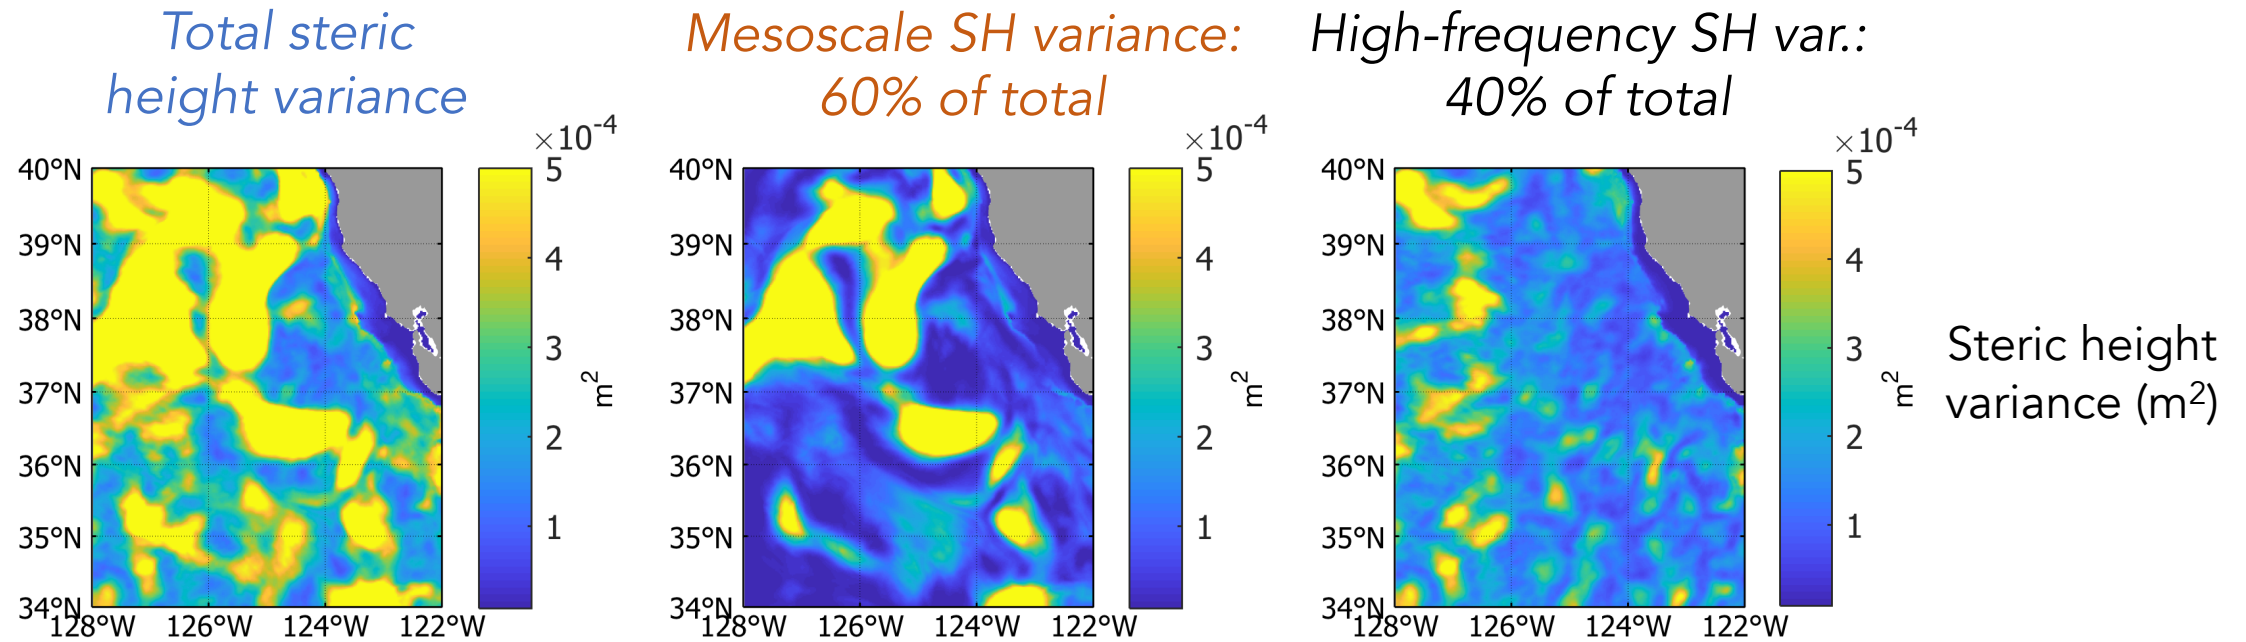 Total steric
height variance
Mesoscale SH variance:
60% of total
High-frequency SH var.:
40% of total
×10-4
5
4
3
2
1
m2
40°N
39°N
38°N
37°N
36°N
35°N
34°N
128°W 126°W 124°W 122°W
×10-4
5
4
3
2
1
m2
40°N
39°N
38°N
37°N
36°N
35°N
34°N
128°W 126°W 124°W 122°W
×10-4
5
4
3
2
1
m2
40°N
39°N
38°N
37°N
36°N
35°N
34°N
128°W 126°W 124°W 122°W
Steric height
variance (m2)